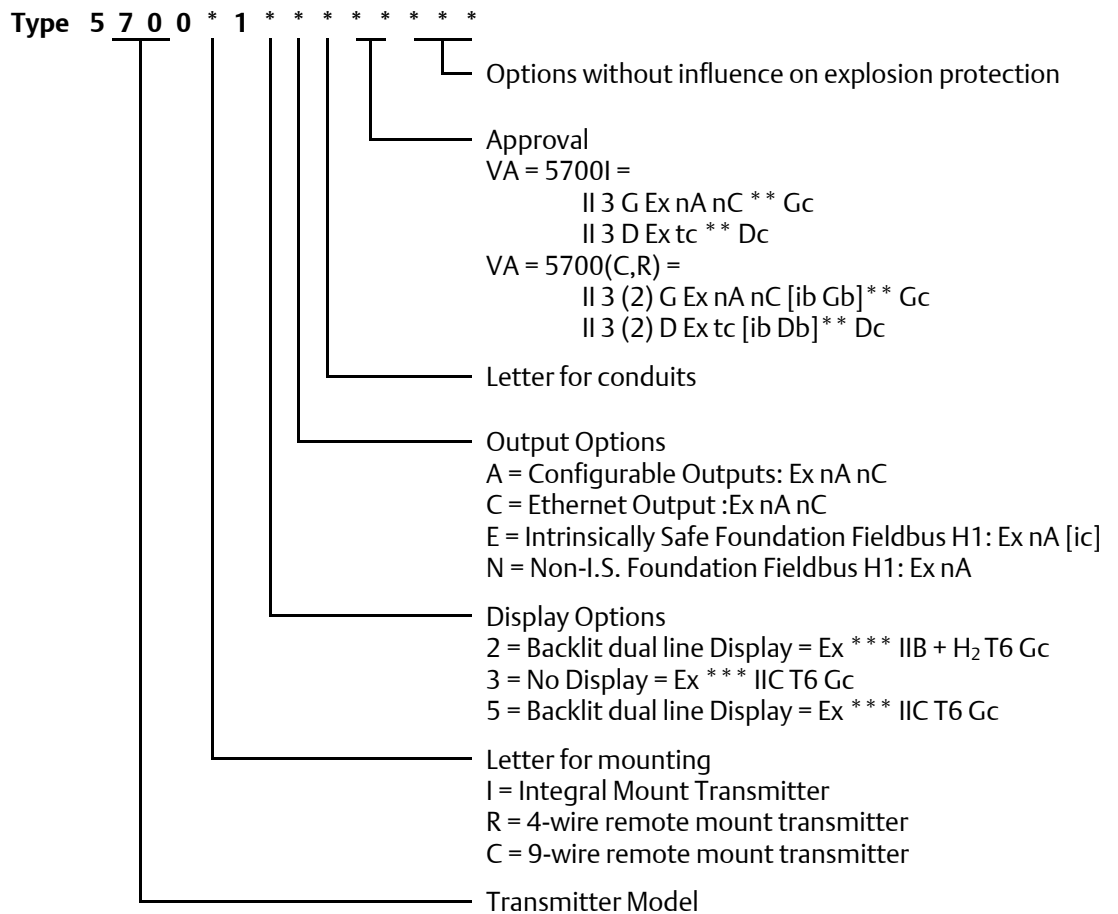 Type 5 7 0 0 * 1 * * * * * * * *
Options without influence on explosion protection
Approval
VA = 5700I =
II 3 G Ex nA nC ** Gc
II 3 D Ex tc ** Dc
VA = 5700(C,R) =
II 3 (2) G Ex nA nC [ib Gb]** Gc
II 3 (2) D Ex tc [ib Db]** Dc
Letter for conduits
Output Options
A = Configurable Outputs: Ex nA nC
C = Ethernet Output :Ex nA nC
E = Intrinsically Safe Foundation Fieldbus H1: Ex nA [ic]
N = Non-I.S. Foundation Fieldbus H1: Ex nA
Display Options
2 = Backlit dual line Display = Ex *** IIB + H₂ T6 Gc
3 = No Display = Ex *** IIC T6 Gc
5 = Backlit dual line Display = Ex *** IIC T6 Gc
Letter for mounting
I = Integral Mount Transmitter
R = 4-wire remote mount transmitter
C = 9-wire remote mount transmitter
Transmitter Model